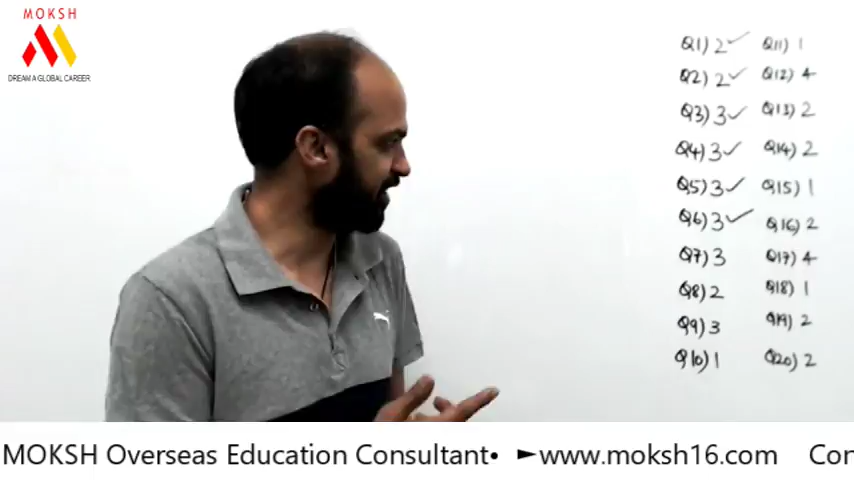 MOKSH
DREAM A GLOBAL CAREER
Q1) 2 ✓ Q11) 1
Q2) 2 ✓ Q12) 4
Q3) 3 ✓ Q13) 2
Q4) 3 ✓ Q14) 2
Q5) 3 ✓ Q15) 1
Q6) 3 ✓ Q16) 2
Q7) 3 Q17) 4
Q8) 2 Q18) 1
Q9) 3 Q19) 2
Q10) 1 Q20) 2
MOKSH Overseas Education Consultant• ►www.moksh16.com Con